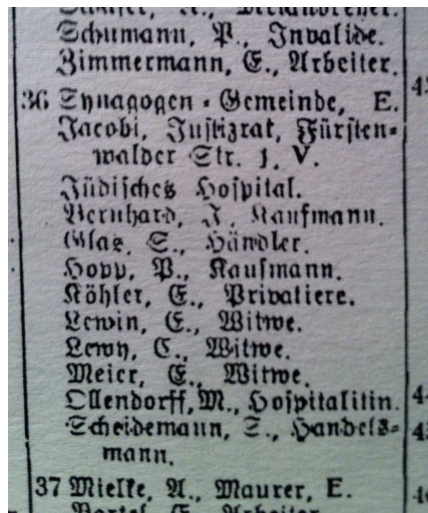 Schumann, P., Invalide.
Zimmermann, E., Arbeiter.
36 Synagogen-Gemeinde, E.
Jacobi, Justizrat, Fürsten-
walder Str. 1, V.
Jüdisches Hospital.
Bernhard, J., Kaufmann.
Glas, S., Händler.
Hopp, P., Kaufmann.
Köhler, E., Privatiere.
Lewin, E., Witwe.
Lewy, C., Witwe.
Meier, E., Witwe.
Ollendorff, M., Hospitalitin.
Scheidemann, S., Handels-
mann.
37 Mielke, A., Maurer, E.